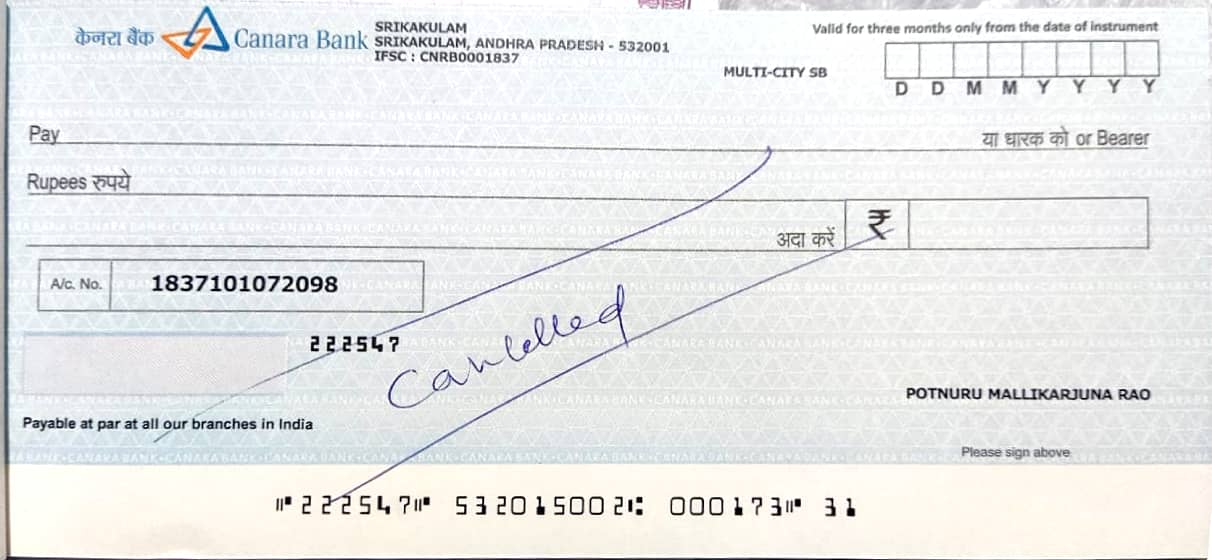 केनरा बैंक Canara Bank
SRIKAKULAM
SRIKAKULAM, ANDHRA PRADESH - 532001
IFSC : CNRB0001837
Valid for three months only from the date of instrument
MULTI-CITY SB
D D M M Y Y Y Y
Pay या धारक को or Bearer
Rupees रुपये
अदा करें ₹
A/c. No. 1837101072098
222547
Cancelled
POTNURU MALLIKARJUNA RAO
Payable at par at all our branches in India
Please sign above
⑈222547⑈ 532015002⑆ 000173⑈ 31